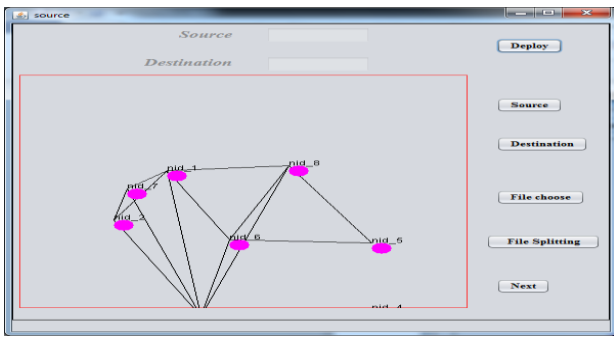 source
Source
Deploy
Destination
Source
Destination
nid_1
nid_8
nid_7
File choose
nid_2
nid_6
nid_5
File Splitting
Next
nid_4